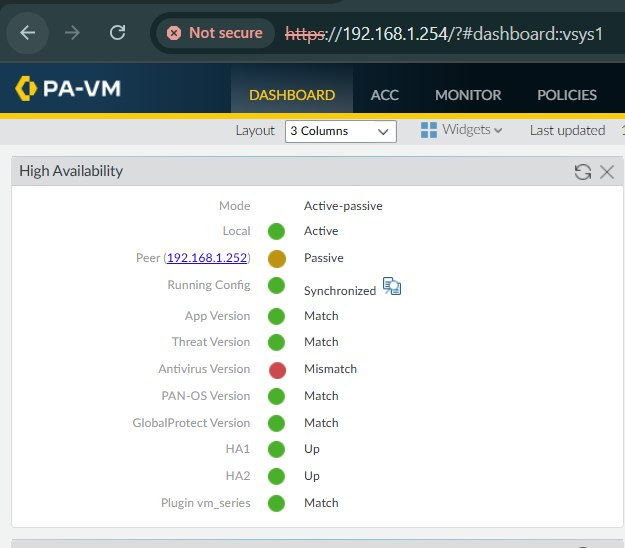 Not secure https://192.168.1.254/?#dashboard::vsys1
PA-VM DASHBOARD ACC MONITOR POLICIES
Layout 3 Columns Widgets Last updated
High Availability
Mode Active-passive
Local Active
Peer (192.168.1.252) Passive
Running Config Synchronized
App Version Match
Threat Version Match
Antivirus Version Mismatch
PAN-OS Version Match
GlobalProtect Version Match
HA1 Up
HA2 Up
Plugin vm_series Match